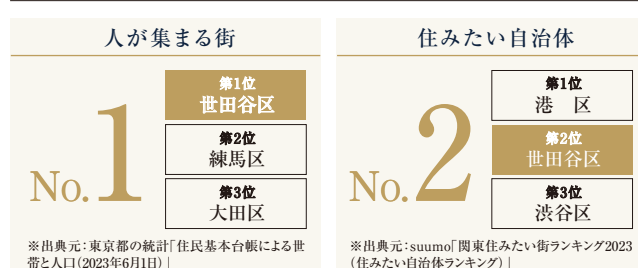 人が集まる街
No.1
第1位
世田谷区
第2位
練馬区
第3位
大田区
※出典元：東京都の統計「住民基本台帳による世
帯と人口（2023年6月1日）」
住みたい自治体
No.2
第1位
港　区
第2位
世田谷区
第3位
渋谷区
※出典元：suumo「関東住みたい街ランキング2023
（住みたい自治体ランキング）」